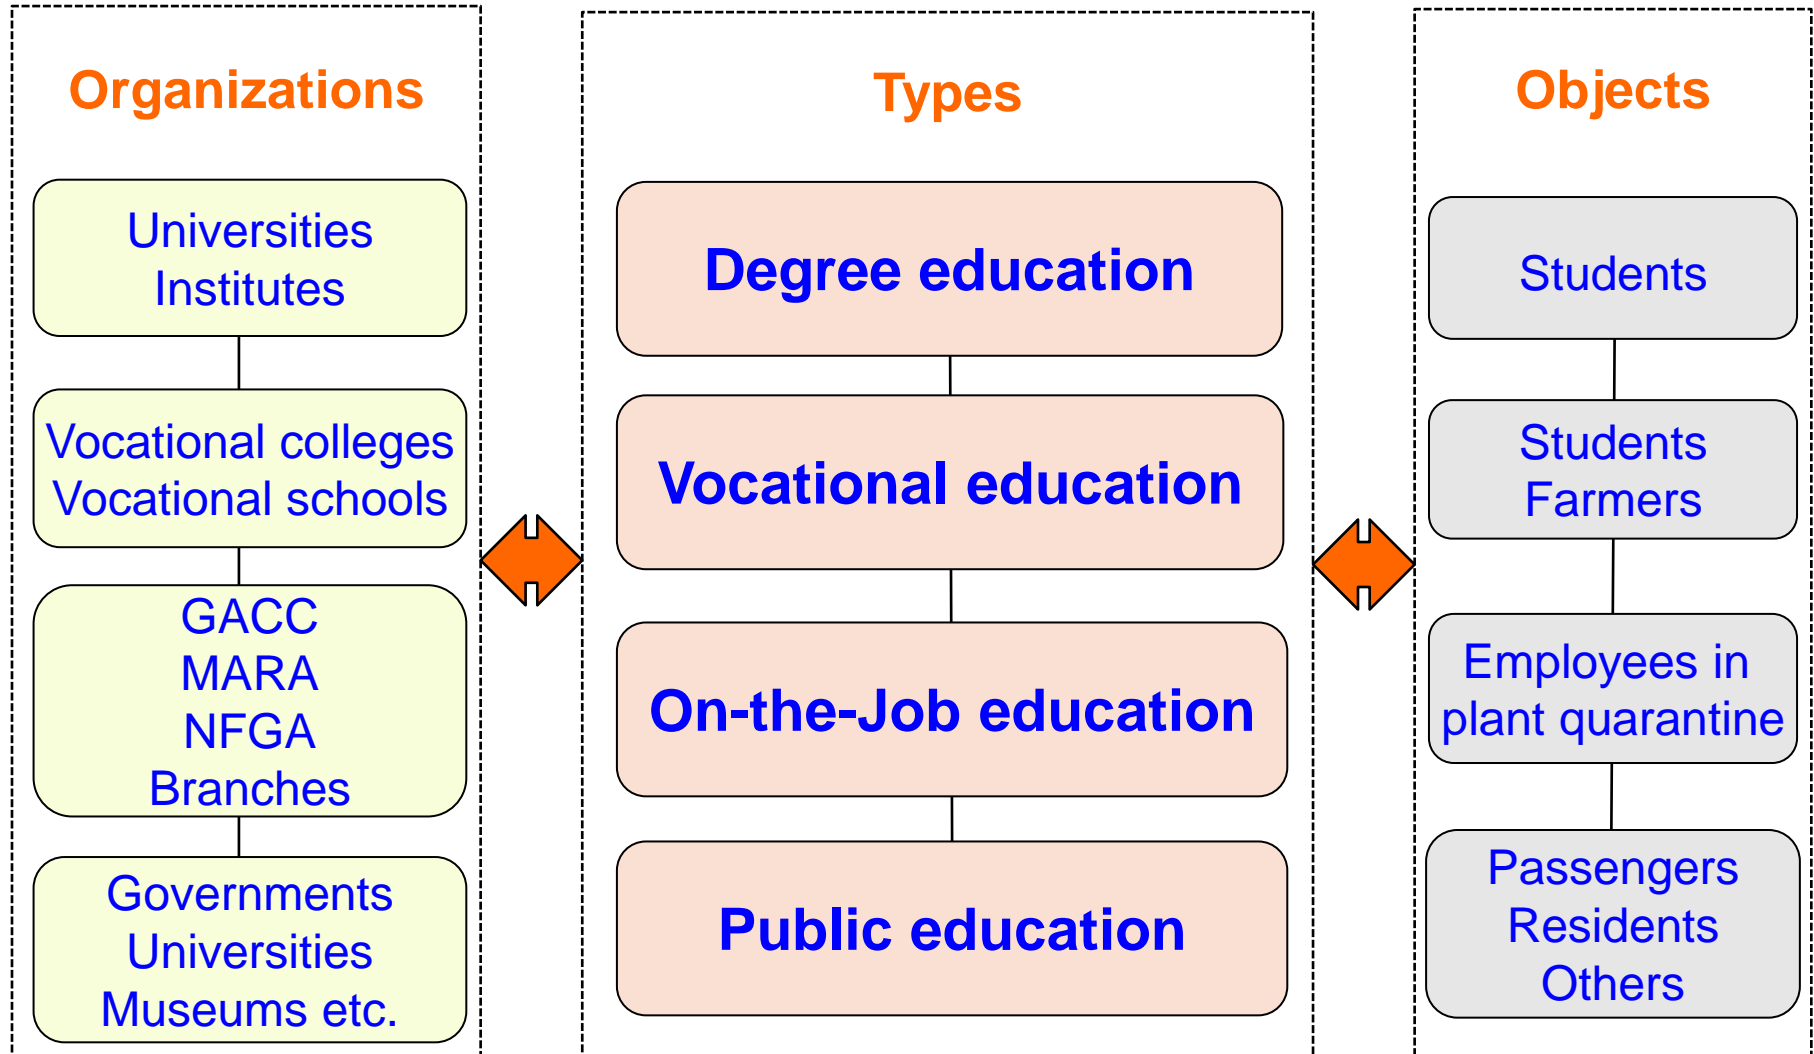 Organizations
Universities
Institutes
Vocational colleges
Vocational schools
GACC
MARA
NFGA
Branches
Governments
Universities
Museums etc.
Types
Degree education
Vocational education
On-the-Job education
Public education
Objects
Students
Students
Farmers
Employees in
plant quarantine
Passengers
Residents
Others